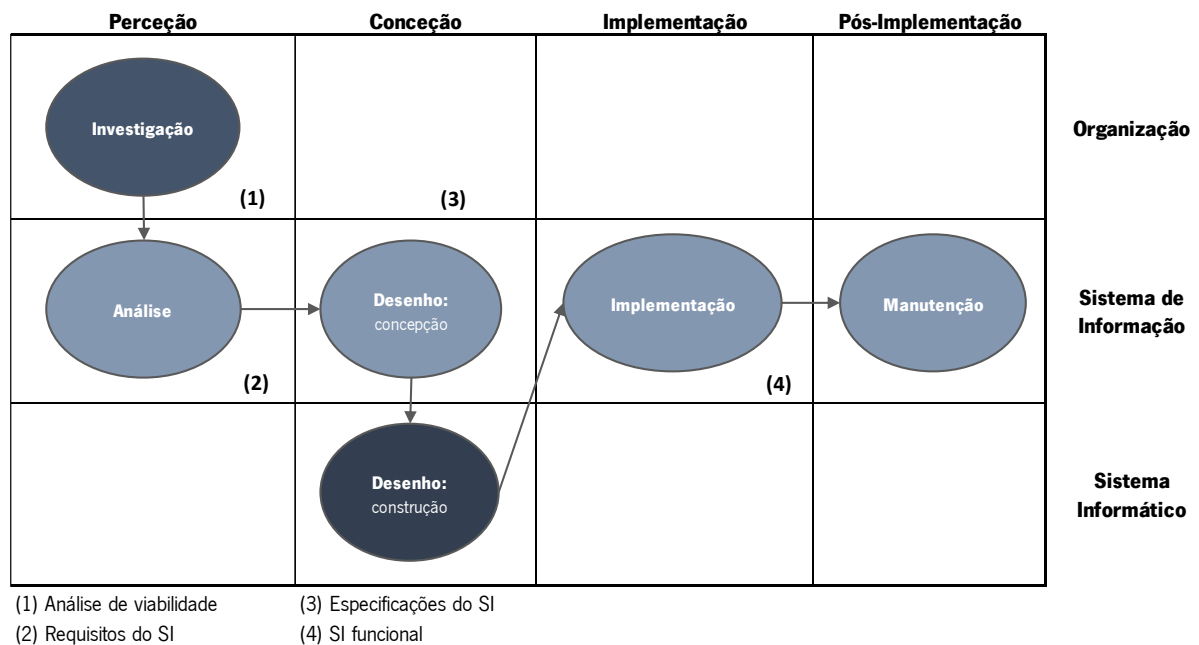 Perceção
Conceção
Implementação
Pós-Implementação
Investigação
Organização
(1)
(3)
Análise
Desenho:
concepção
Implementação
Manutenção
Sistema de
Informação
(2)
(4)
Desenho:
construção
Sistema
Informático
(1) Análise de viabilidade
(3) Especificações do SI
(2) Requisitos do SI
(4) SI funcional